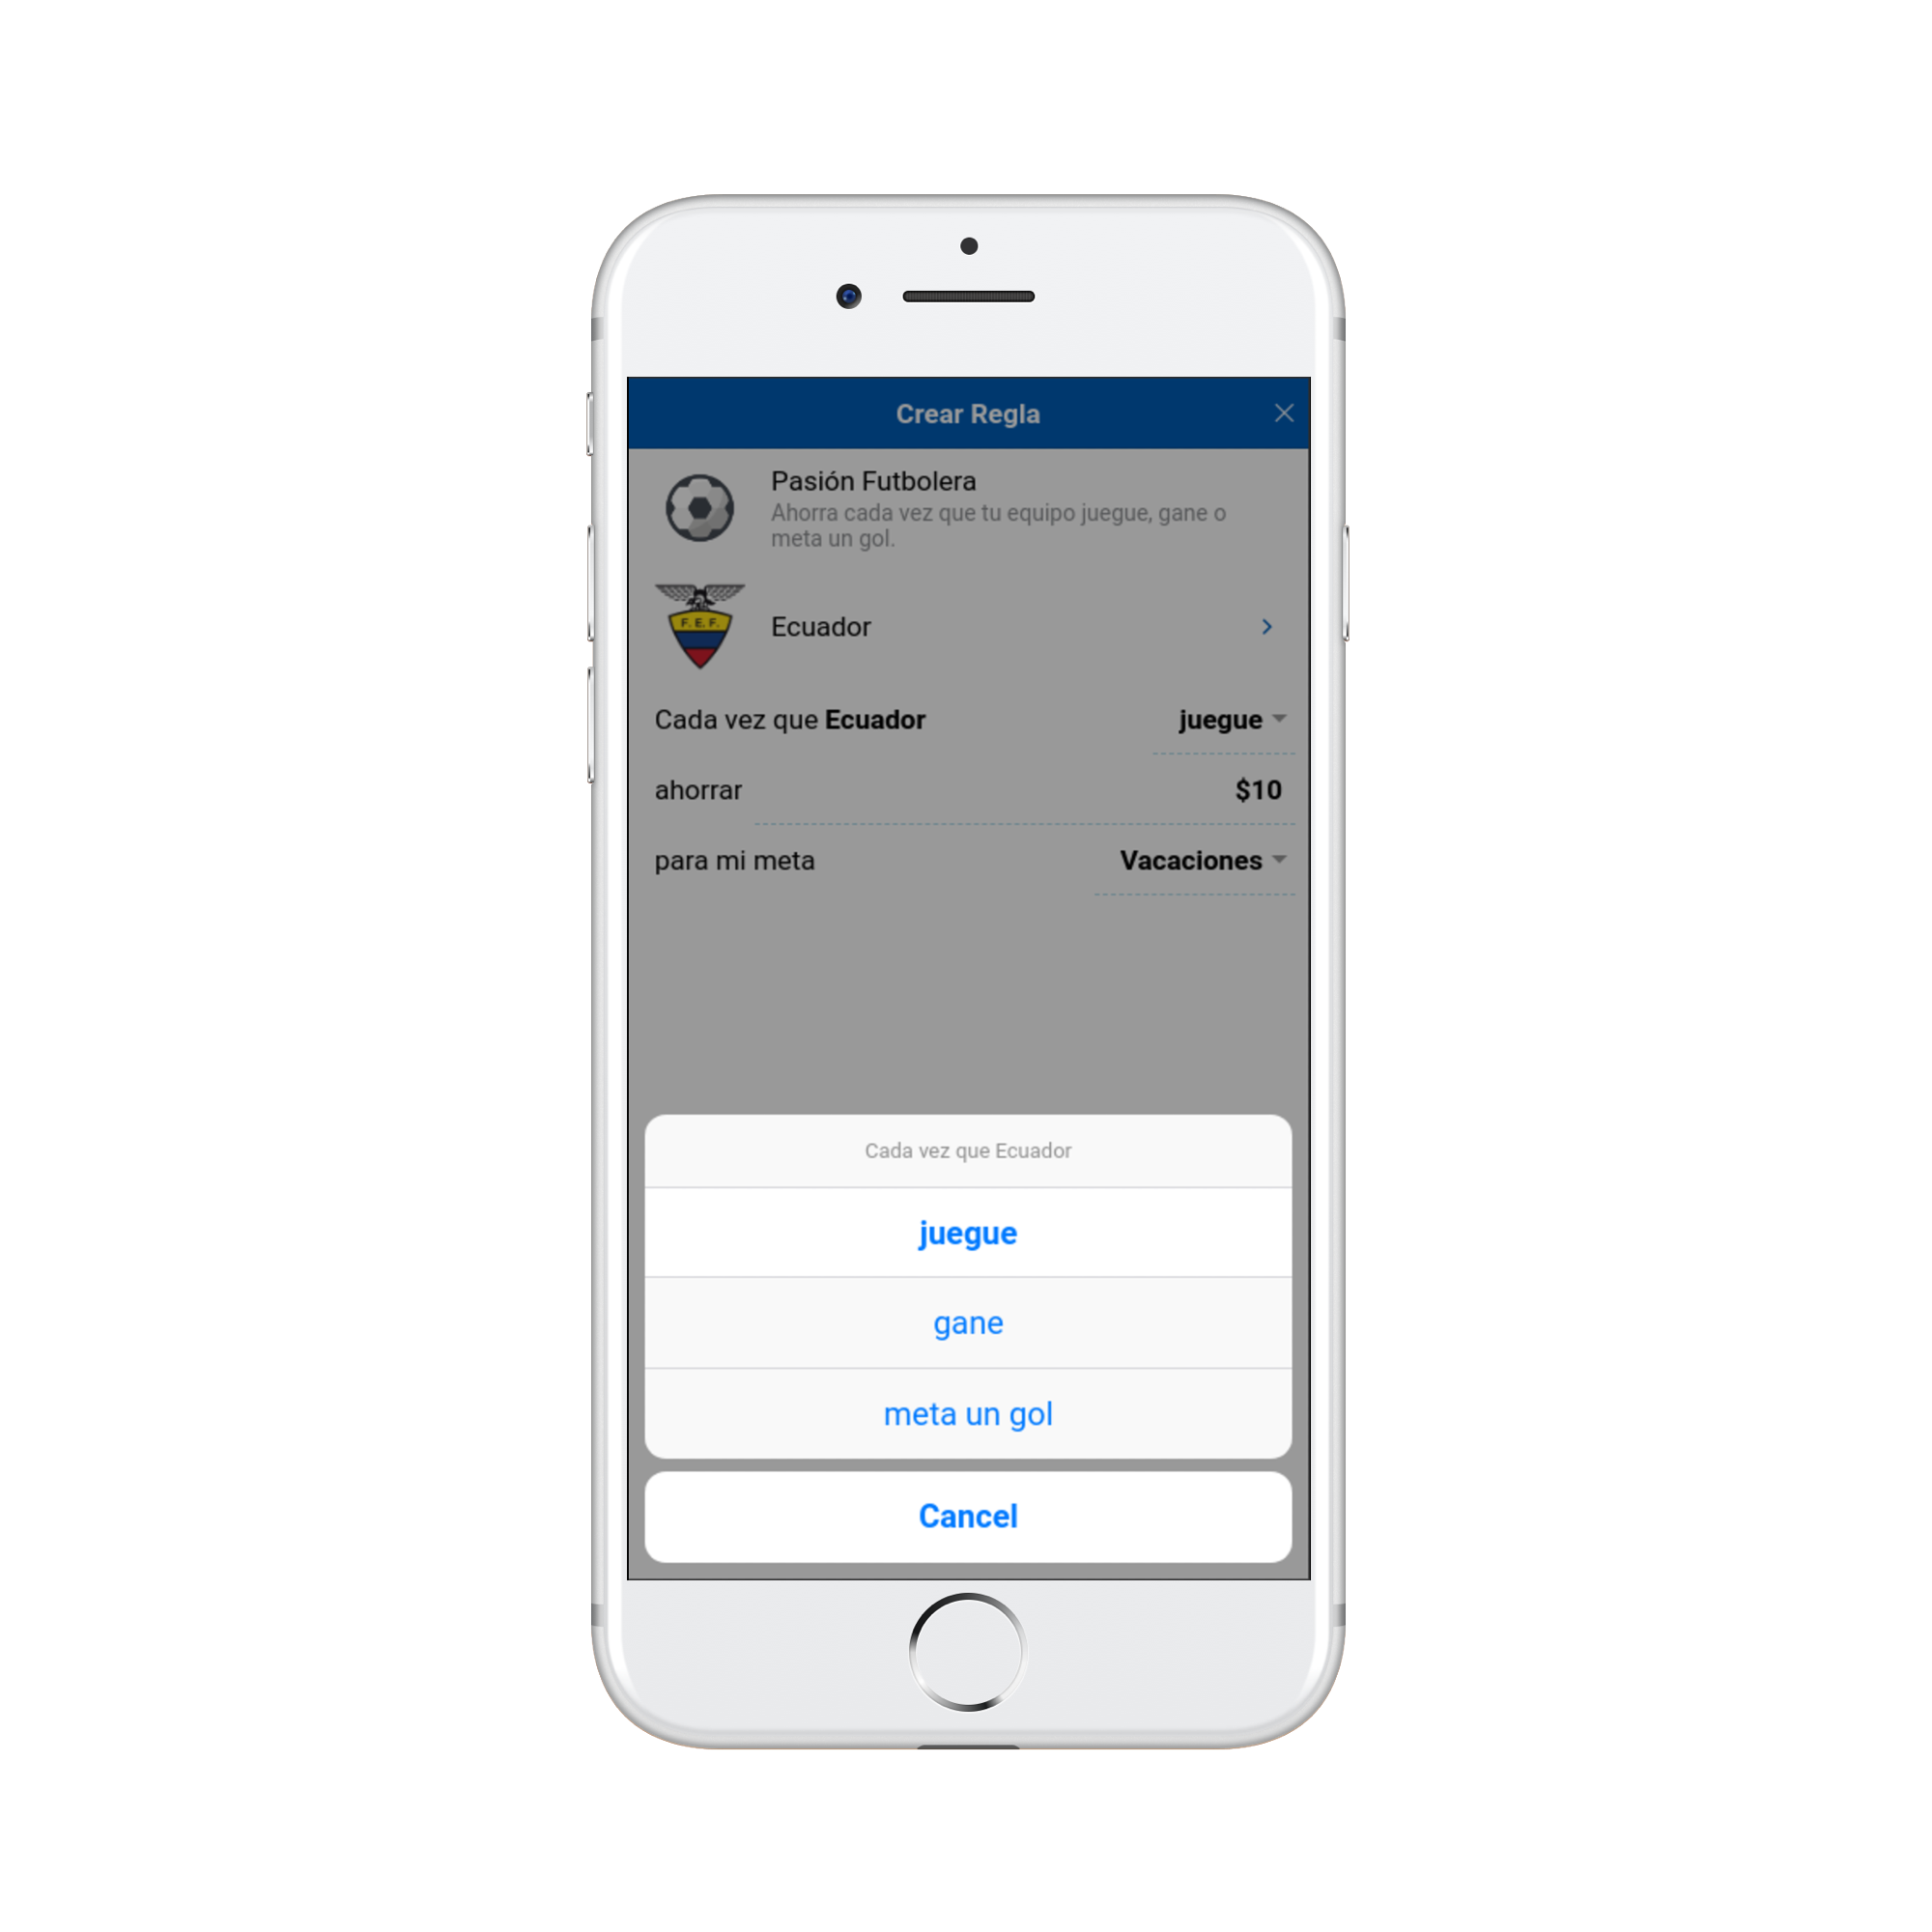 Crear Regla
Pasión Futbolera
Ahorra cada vez que tu equipo juegue, gane o
meta un gol.
F. E. F.
Ecuador
Cada vez que Ecuador juegue
ahorrar $10
para mi meta Vacaciones
Cada vez que Ecuador
juegue
gane
meta un gol
Cancel